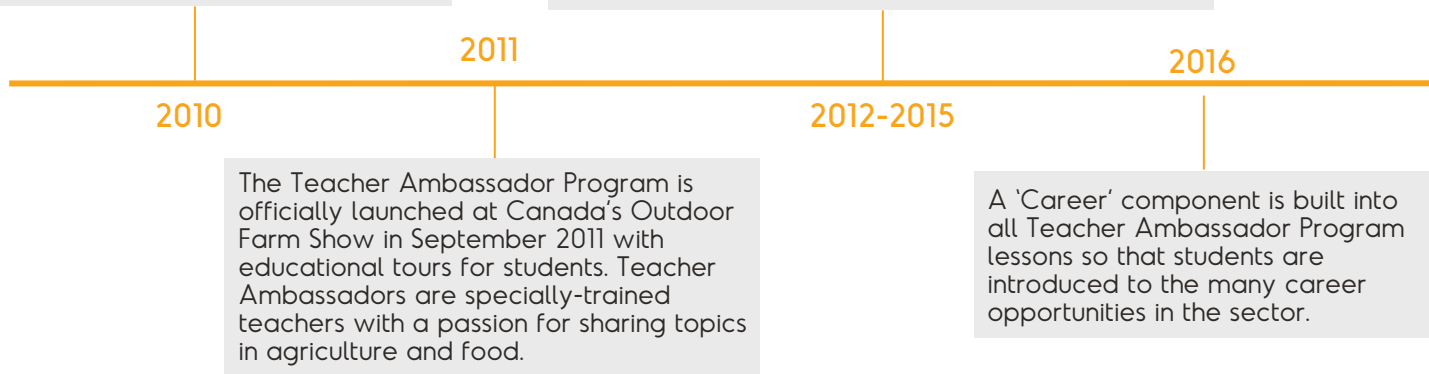 2011
2016
2010
2012-2015
The Teacher Ambassador Program is
officially launched at Canada's Outdoor
Farm Show in September 2011 with
educational tours for students. Teacher
Ambassadors are specially-trained
teachers with a passion for sharing topics
in agriculture and food.
A ‘Career’ component is built into
all Teacher Ambassador Program
lessons so that students are
introduced to the many career
opportunities in the sector.